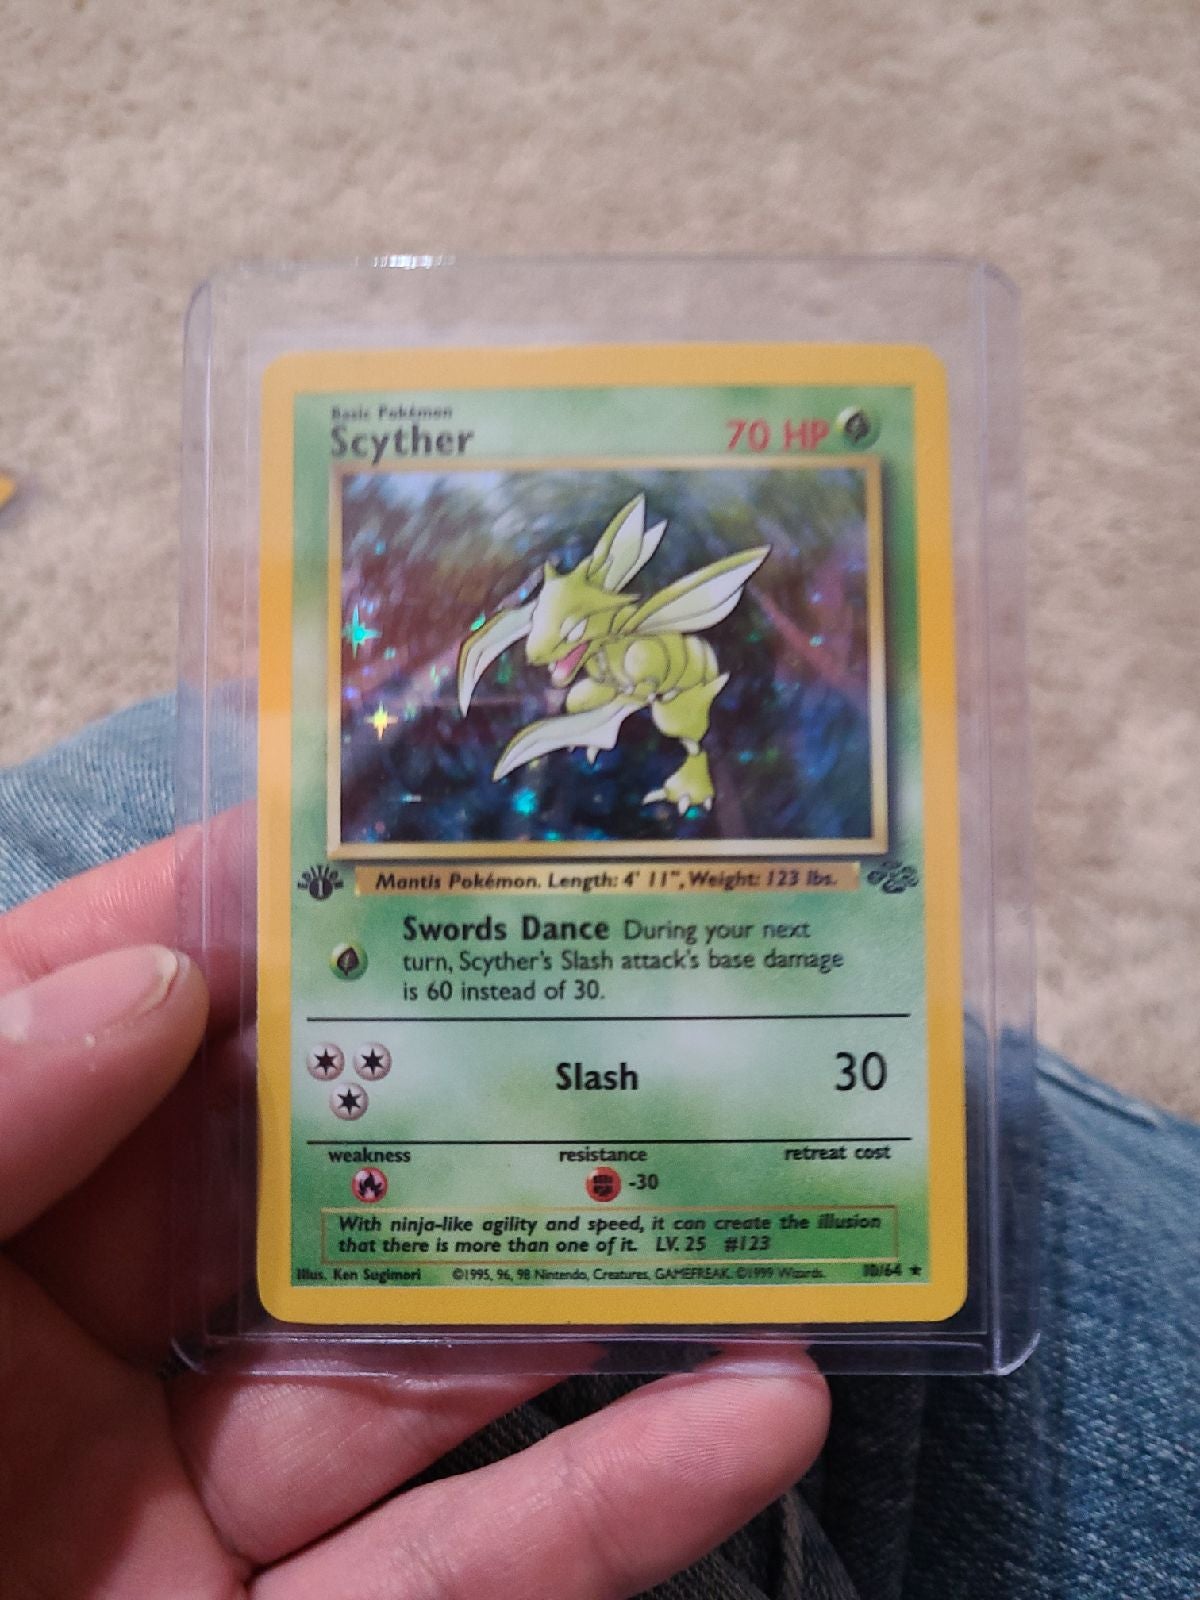 Basic Pokémon
Scyther
70 HP
EDITION
1
Mantis Pokémon. Length: 4' 11", Weight: 123 lbs.
Swords Dance During your next
turn, Scyther's Slash attack's base damage
is 60 instead of 30.
Slash 30
weakness resistance retreat cost
-30
With ninja-like agility and speed, it can create the illusion
that there is more than one of it. LV. 25 #123
Illus. Ken Sugimori ©1995, 96, 98 Nintendo, Creatures, GAMEFREAK. ©1999 Wizards. 10/64 ★